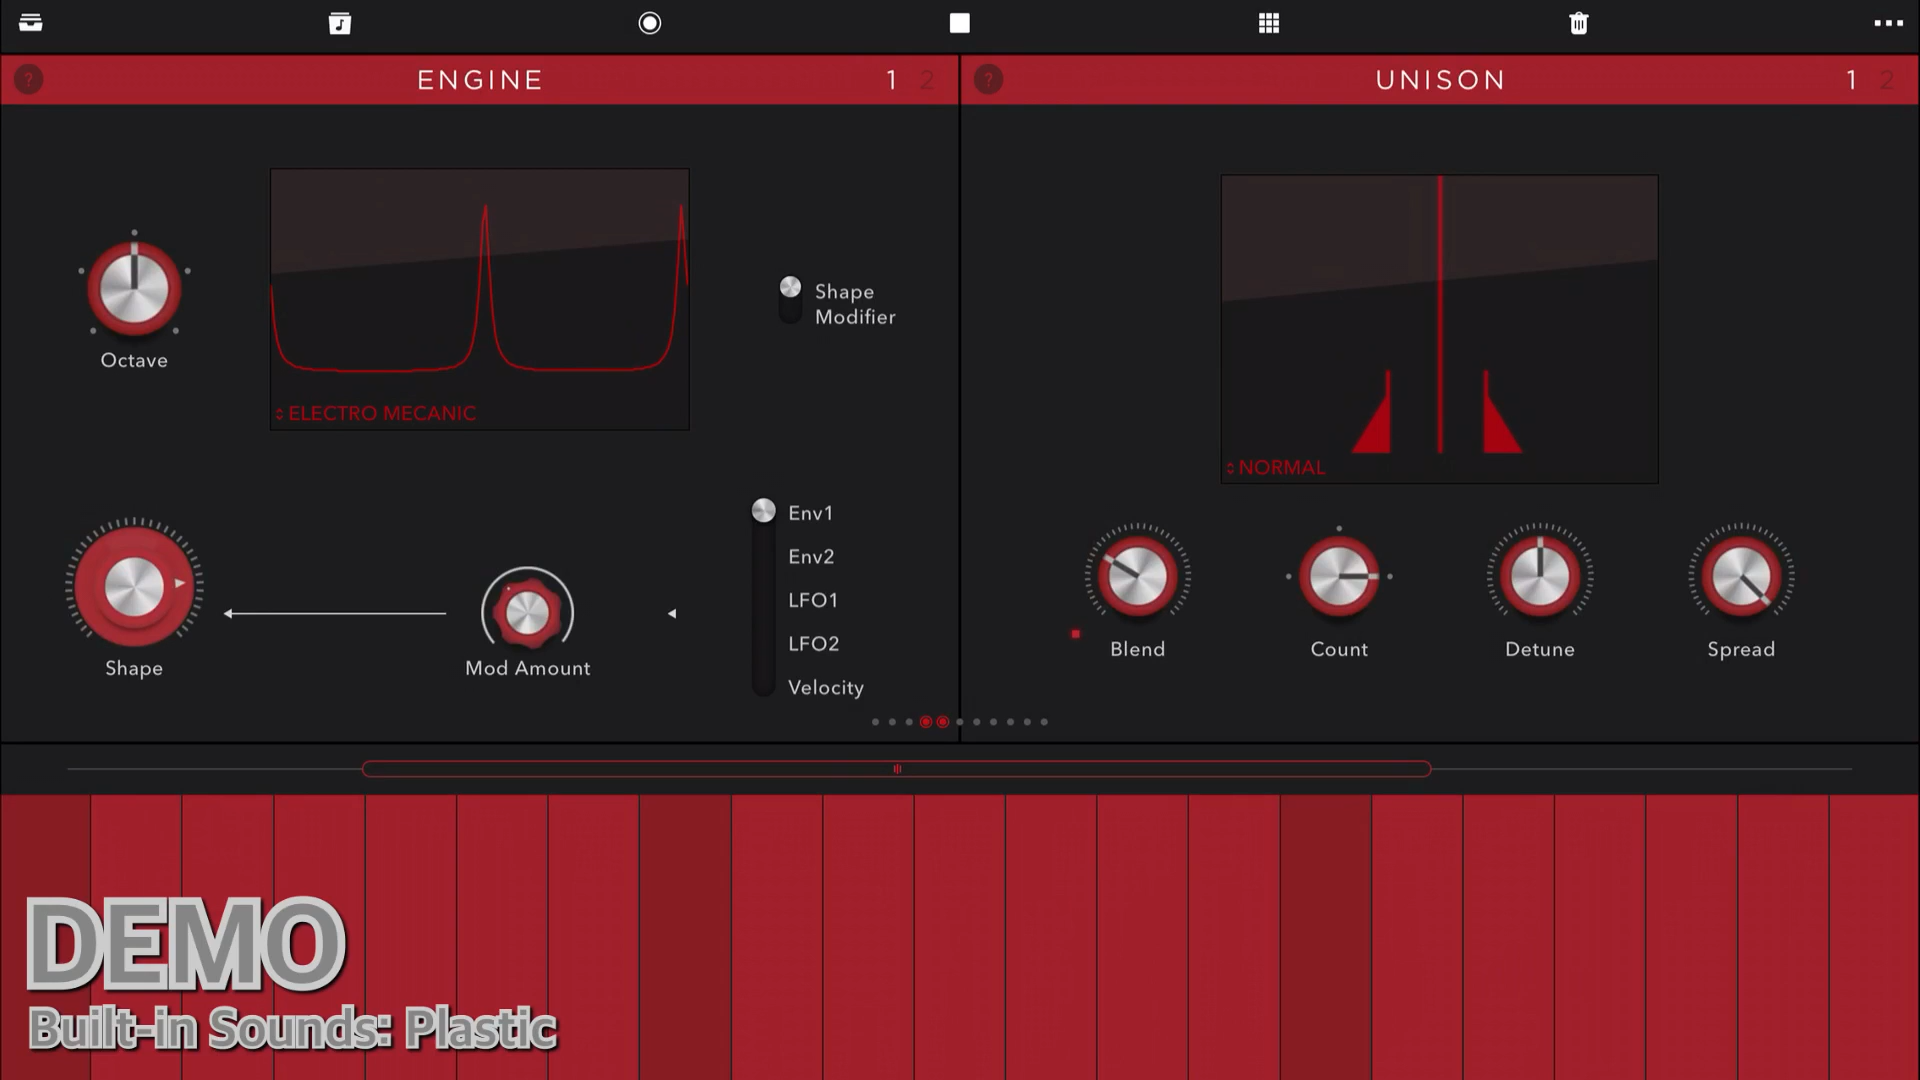 ? ENGINE 1 2
? UNISON 1 2
Shape
Modifier
Octave
ELECTRO MECANIC
NORMAL
Env1
Env2
LFO1
LFO2
Velocity
Shape
Mod Amount
Blend
Count
Detune
Spread
DEMO
Built-in Sounds: Plastic